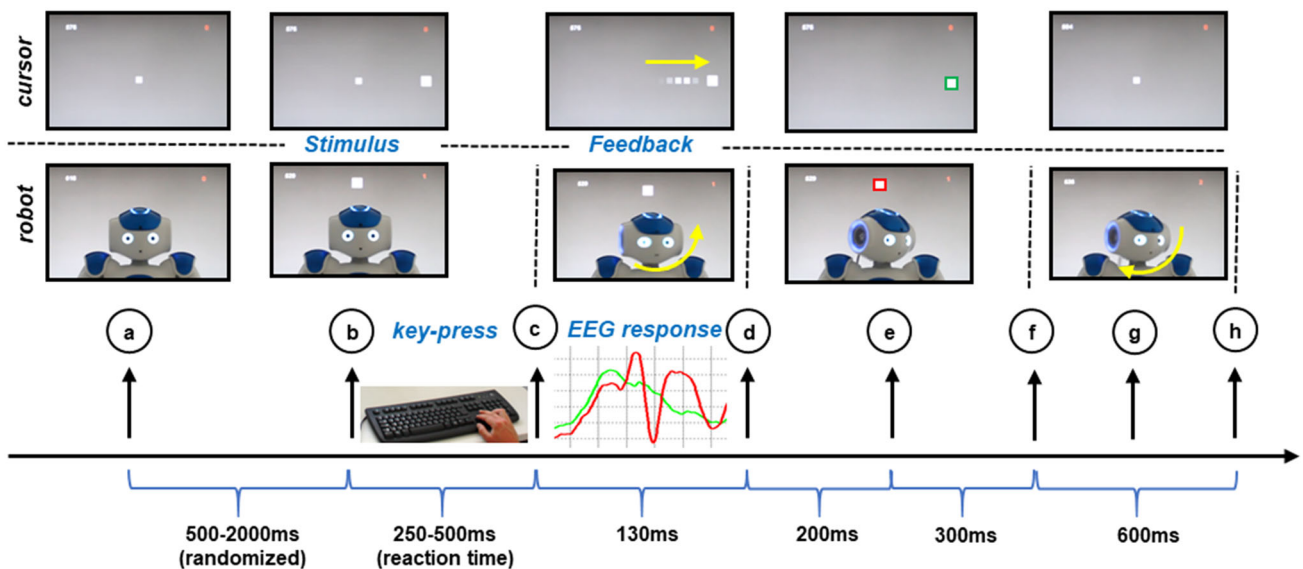 cursor
Stimulus
Feedback
robot
a
b
key-press
c
EEG response
d
e
f
g
h
500-2000ms
(randomized)
250-500ms
(reaction time)
130ms
200ms
300ms
600ms